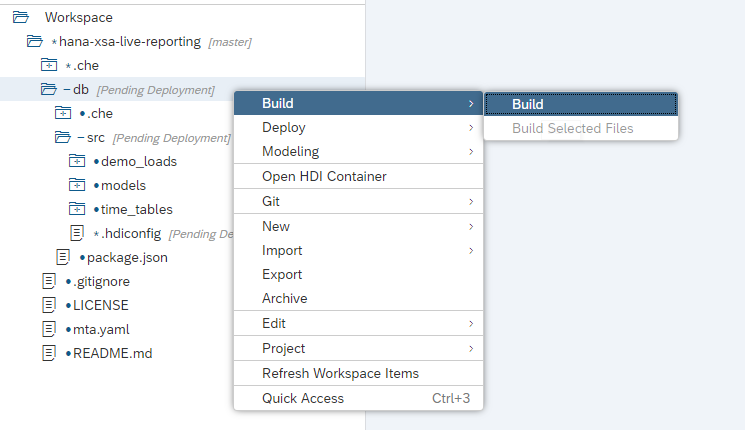 Workspace
*hana-xsa-live-reporting [master]
*.che
–db [Pending Deployment]
•.che
–src [Pending Deployment]
•demo_loads
•models
•time_tables
*.hdiconfig [Pending De
•package.json
•.gitignore
•LICENSE
•mta.yaml
•README.md
Build
Deploy
Modeling
Open HDI Container
Git
New
Import
Export
Archive
Edit
Project
Refresh Workspace Items
Quick Access Ctrl+3
Build
Build Selected Files